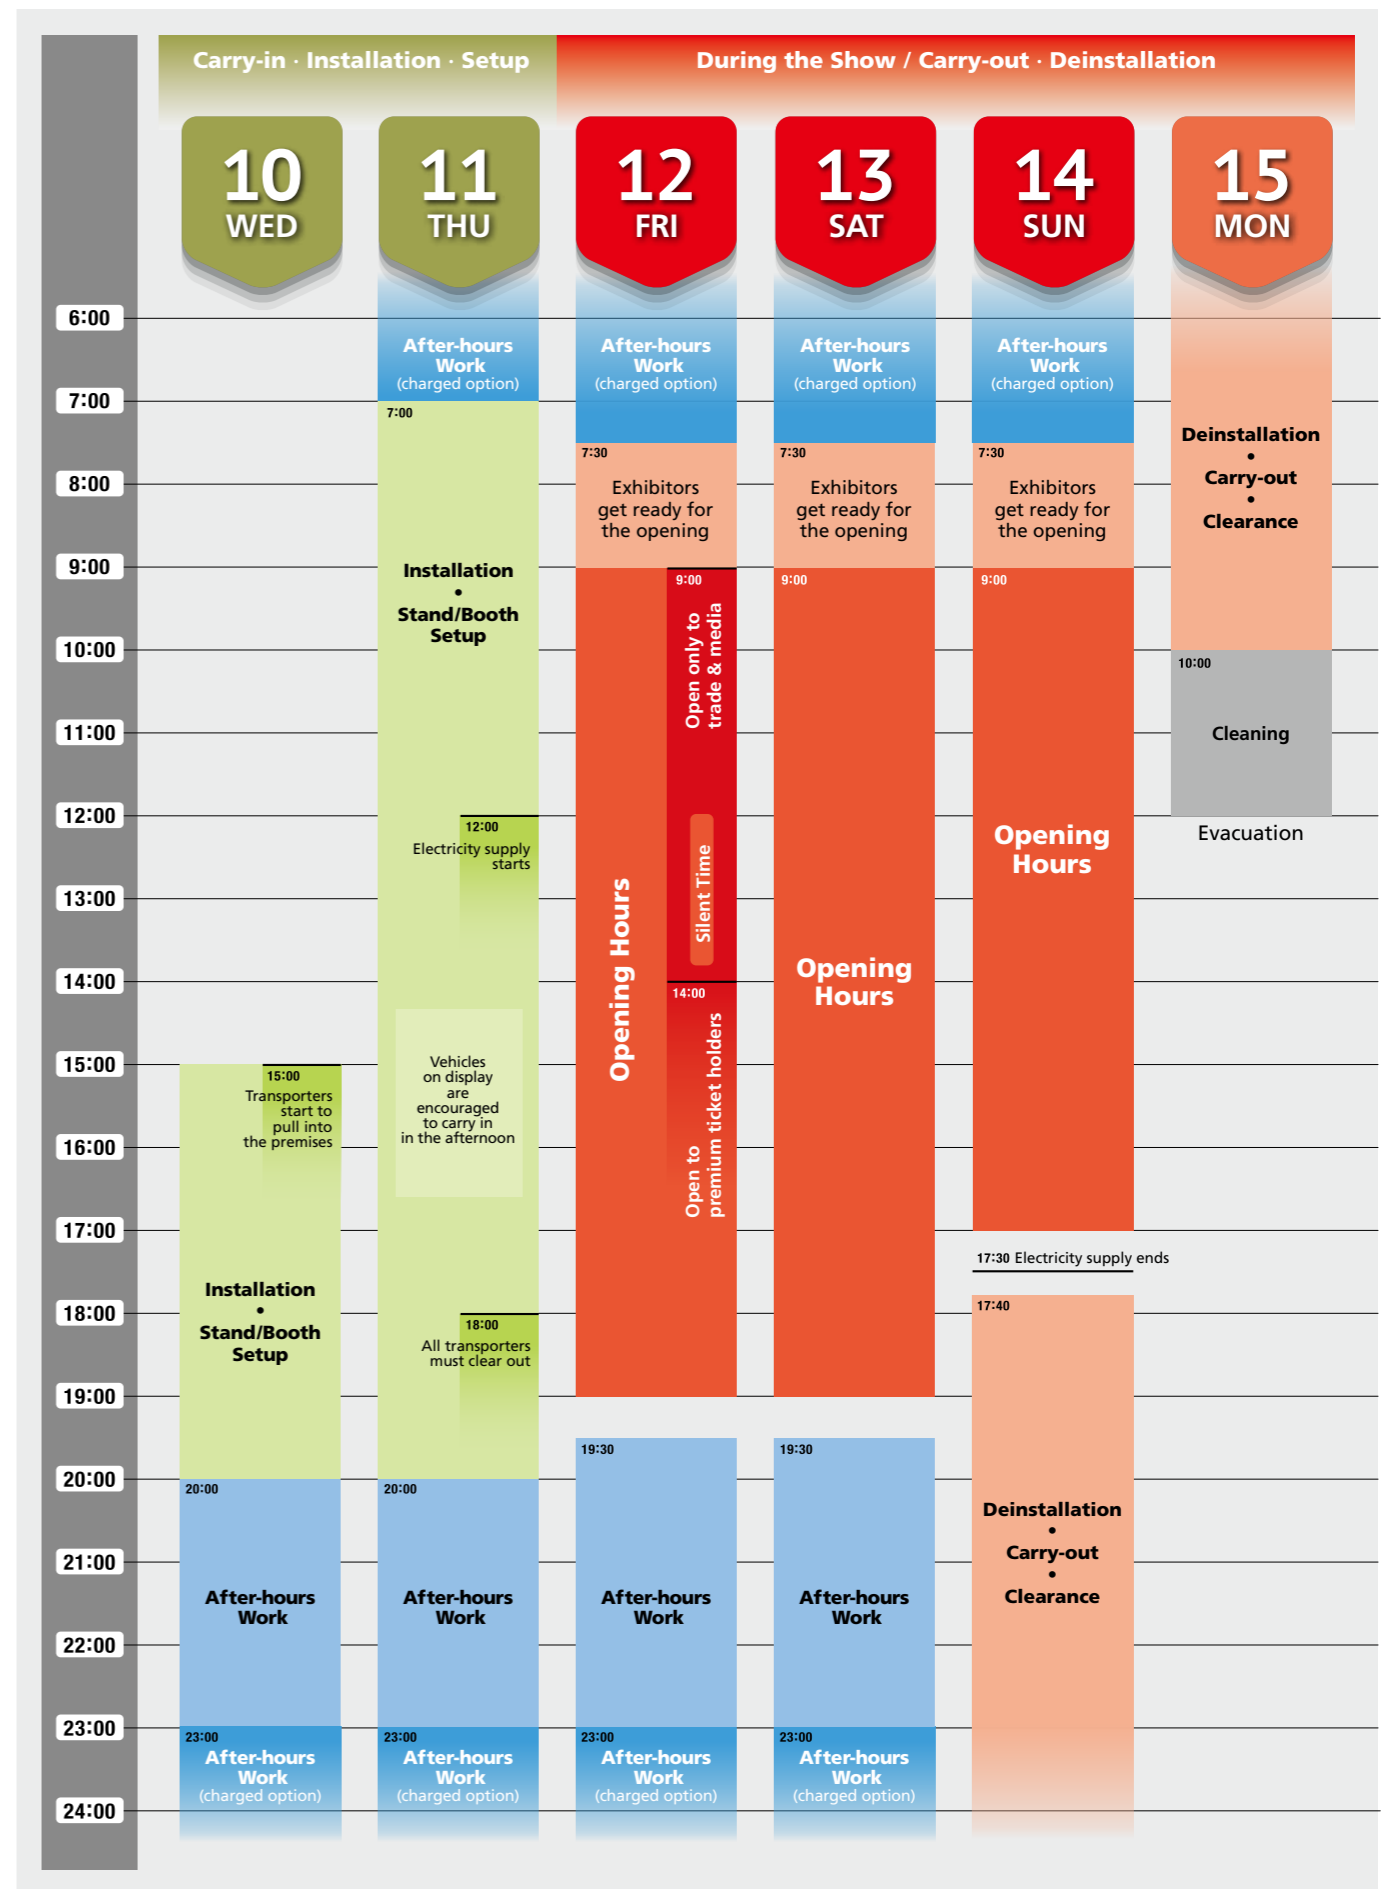 Carry-in · Installation · Setup
During the Show / Carry-out · Deinstallation
10
WED
11
THU
12
FRI
13
SAT
14
SUN
15
MON
6:00
7:00
8:00
9:00
10:00
11:00
12:00
13:00
14:00
15:00
16:00
17:00
18:00
19:00
20:00
21:00
22:00
23:00
24:00
15:00
Transporters
start to
pull into
the premises
Installation
•
Stand/Booth
Setup
20:00
After-hours
Work
23:00
After-hours
Work
(charged option)
After-hours
Work
(charged option)
7:00
Installation
•
Stand/Booth
Setup
12:00
Electricity supply
starts
Vehicles
on display
are
encouraged
to carry in
in the afternoon
18:00
All transporters
must clear out
20:00
After-hours
Work
23:00
After-hours
Work
(charged option)
After-hours
Work
(charged option)
7:30
Exhibitors
get ready for
the opening
Opening Hours
9:00
Open only to
trade & media
Silent Time
14:00
Open to
premium ticket holders
19:30
After-hours
Work
23:00
After-hours
Work
(charged option)
After-hours
Work
(charged option)
7:30
Exhibitors
get ready for
the opening
9:00
Opening
Hours
19:30
After-hours
Work
23:00
After-hours
Work
(charged option)
After-hours
Work
(charged option)
7:30
Exhibitors
get ready for
the opening
9:00
Opening
Hours
17:30 Electricity supply ends
17:40
Deinstallation
•
Carry-out
•
Clearance
Deinstallation
•
Carry-out
•
Clearance
10:00
Cleaning
Evacuation